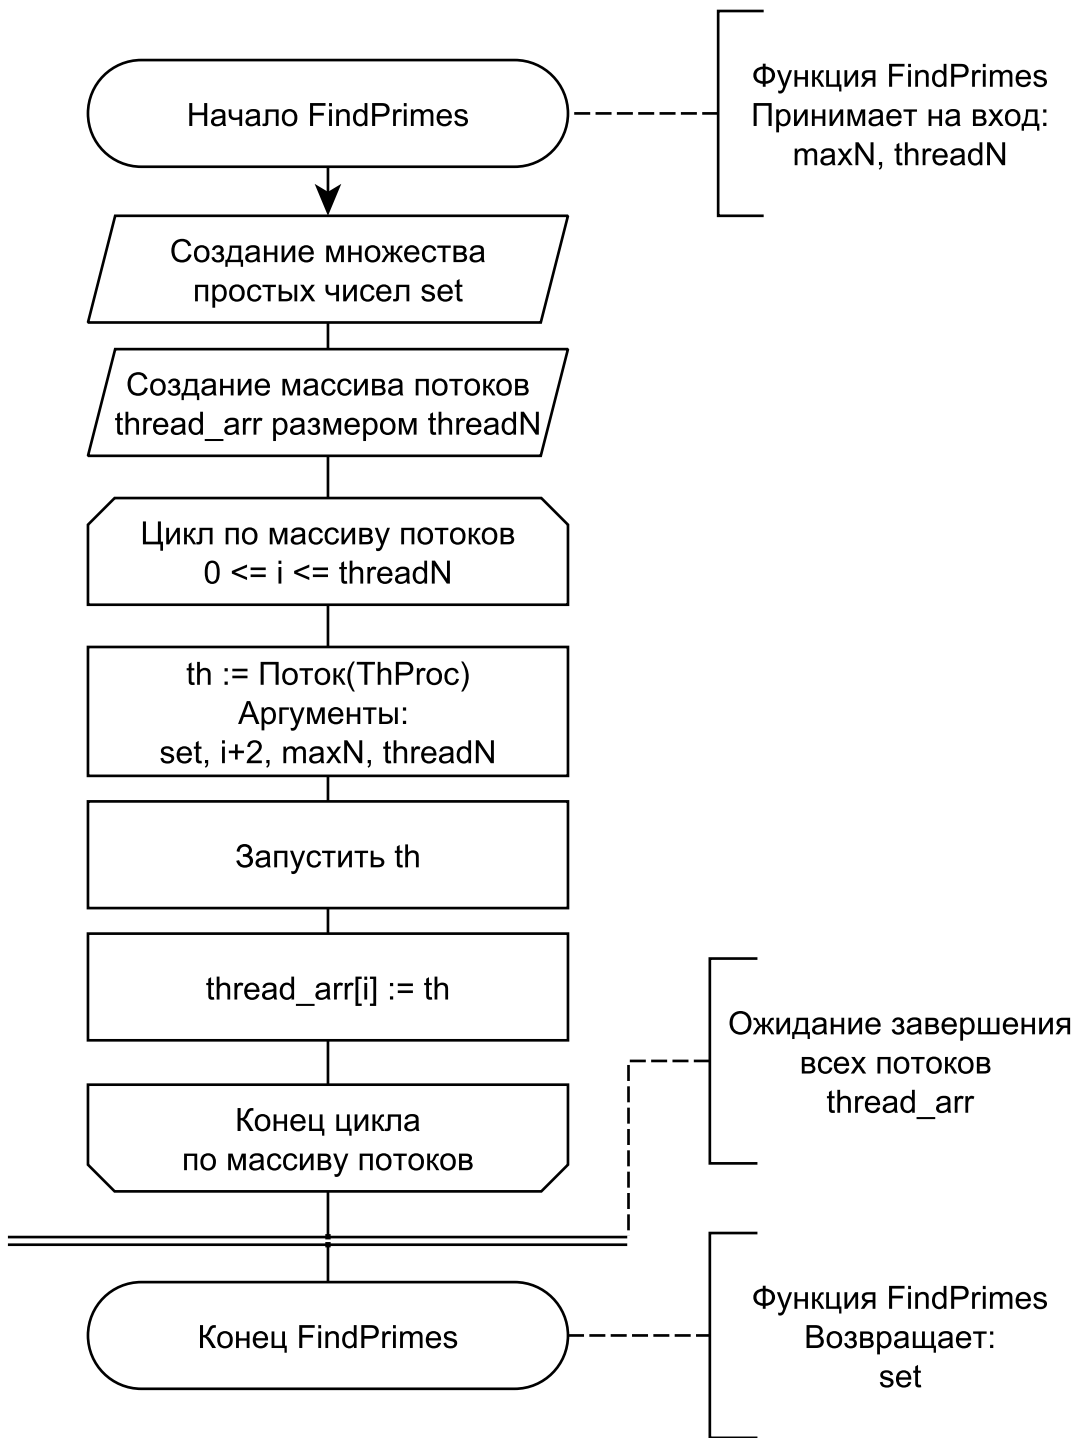 Начало FindPrimes
Функция FindPrimes
Принимает на вход:
maxN, threadN
Создание множества
простых чисел set
Создание массива потоков
thread_arr размером threadN
Цикл по массиву потоков
0 <= i <= threadN
th := Поток(ThProc)
Аргументы:
set, i+2, maxN, threadN
Запустить th
thread_arr[i] := th
Ожидание завершения
всех потоков
thread_arr
Конец цикла
по массиву потоков
Конец FindPrimes
Функция FindPrimes
Возвращает:
set